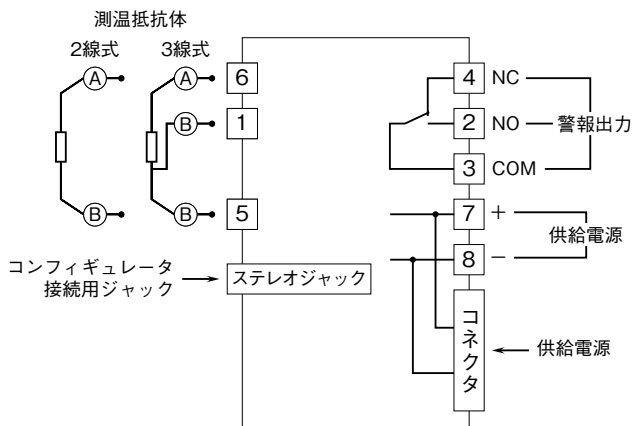 測温抵抗体
2線式
3線式
A
A
6
B
1
B
B
5
コンフィギュレータ
接続用ジャック
ステレオジャック
4
NC
2
NO
警報出力
3
COM
7
+
供給電源
8
−
コネクタ
供給電源